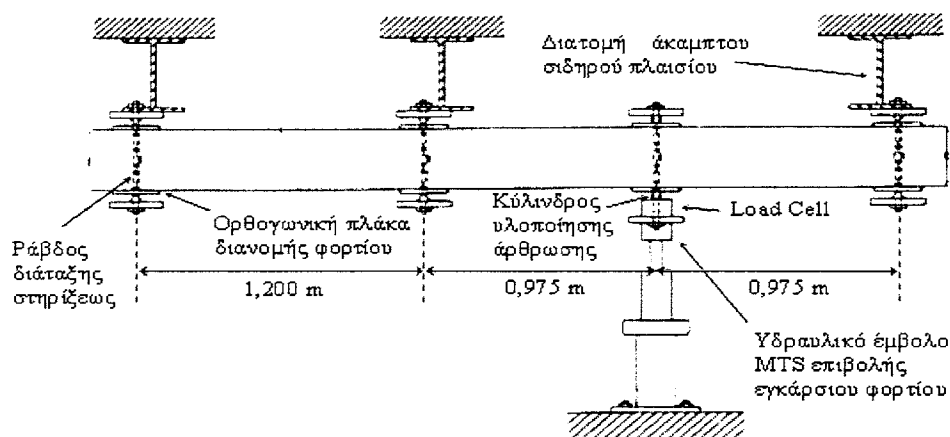 Διατομή άκαμπτου
σιδηρού πλαισίου
Ράβδος
διάταξης
στηρίξεως
Ορθογωνική πλάκα
διανομής φορτίου
Κύλινδρος
υλοποίησης
άρθρωσης
Load Cell
1,200 m
0,975 m
0,975 m
Υδραυλικό έμβολο
MTS επιβολής
εγκάρσιου φορτίου